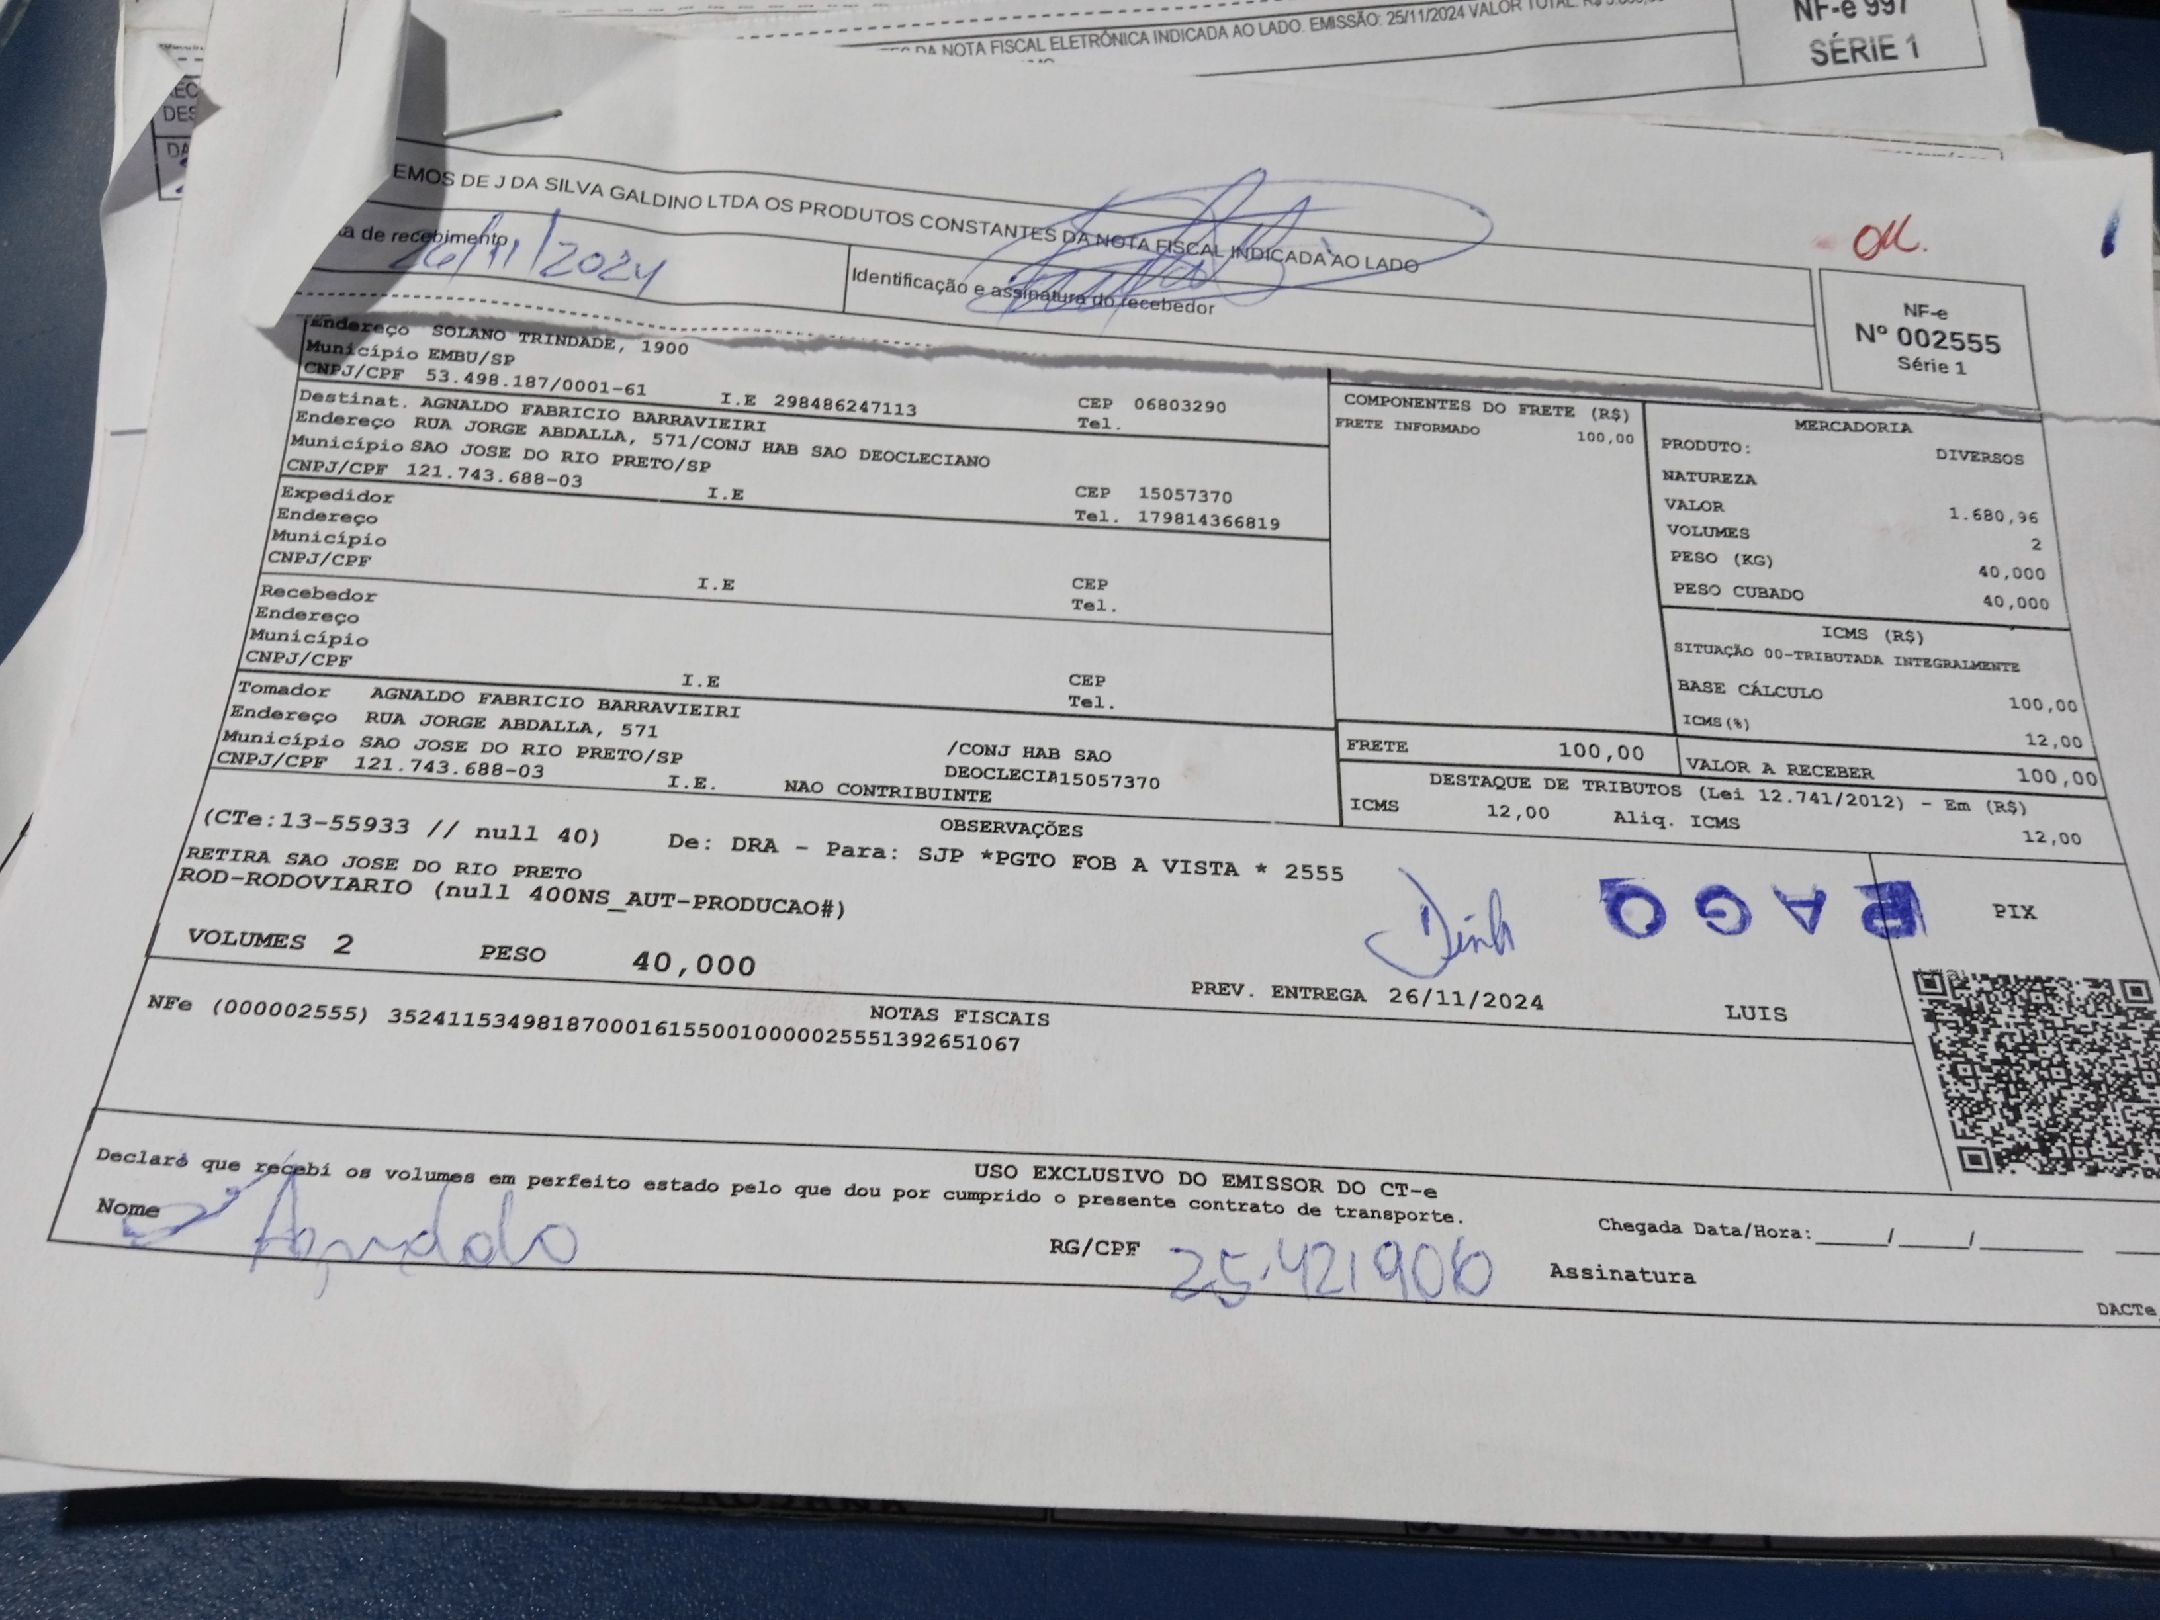 DA NOTA FISCAL ELETRÔNICA INDICADA AO LADO. EMISSÃO: 25/11/2024 VALOR TOTAL: R$
NF-e 997
SÉRIE 1
DES
DA
EMOS DE J DA SILVA GALDINO LTDA OS PRODUTOS CONSTANTES DA NOTA FISCAL INDICADA AO LADO
de recebimento
26/11/2024
Identificação e assinatura do recebedor
OK.
NF-e
Nº 002555
Série 1
Endereço SOLANO TRINDADE, 1900
Município EMBU/SP
CNPJ/CPF 53.498.187/0001-61 I.E 298486247113 CEP 06803290
Tel.
Destinat. AGNALDO FABRICIO BARRAVIEIRI
Endereço RUA JORGE ABDALLA, 571/CONJ HAB SAO DEOCLECIANO
Município SAO JOSE DO RIO PRETO/SP CEP 15057370
CNPJ/CPF 121.743.688-03 I.E Tel. 179814366819
Expedidor
Endereço
Município CEP
CNPJ/CPF I.E Tel.
Recebedor
Endereço
Município CEP
CNPJ/CPF I.E Tel.
Tomador AGNALDO FABRICIO BARRAVIEIRI
Endereço RUA JORGE ABDALLA, 571 /CONJ HAB SAO
Município SAO JOSE DO RIO PRETO/SP DEOCLECIA15057370
CNPJ/CPF 121.743.688-03 I.E. NAO CONTRIBUINTE
COMPONENTES DO FRETE (R$)
FRETE INFORMADO 100,00
FRETE 100,00
MERCADORIA
PRODUTO: DIVERSOS
NATUREZA
VALOR 1.680,96
VOLUMES 2
PESO (KG) 40,000
PESO CUBADO 40,000
ICMS (R$)
SITUAÇÃO 00-TRIBUTADA INTEGRALMENTE
BASE CÁLCULO 100,00
ICMS(%) 12,00
VALOR A RECEBER 100,00
DESTAQUE DE TRIBUTOS (Lei 12.741/2012) - Em (R$)
ICMS 12,00 Aliq. ICMS 12,00
OBSERVAÇÕES
(CTe:13-55933 // null 40) De: DRA - Para: SJP *PGTO FOB A VISTA * 2555
RETIRA SAO JOSE DO RIO PRETO
ROD-RODOVIARIO (null 400NS_AUT-PRODUCAO#)
Dinh
PAGO
PIX
VOLUMES 2 PESO 40,000
PREV. ENTREGA 26/11/2024 LUIS
NOTAS FISCAIS
NFe (000002555) 35241153498187000161550010000025551392651067
USO EXCLUSIVO DO EMISSOR DO CT-e
Declaro que recebi os volumes em perfeito estado pelo que dou por cumprido o presente contrato de transporte.
Chegada Data/Hora:_____/_____/_______
Nome Agnaldo RG/CPF 25.421906 Assinatura
DACTe